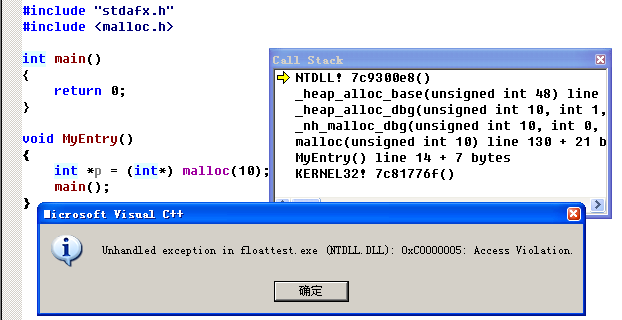 #include "stdafx.h"
#include <malloc.h>
int main()
{
    return 0;
}
void MyEntry()
{
    int *p = (int*) malloc(10);
    main();
}
Call Stack
NTDLL! 7c9300e8()
_heap_alloc_base(unsigned int 48) line
_heap_alloc_dbg(unsigned int 10, int 1,
_nh_malloc_dbg(unsigned int 10, int 0,
malloc(unsigned int 10) line 130 + 21 b
MyEntry() line 14 + 7 bytes
KERNEL32! 7c81776f()
Microsoft Visual C++
Unhandled exception in floattest.exe (NTDLL.DLL): 0xC0000005: Access Violation.
确定